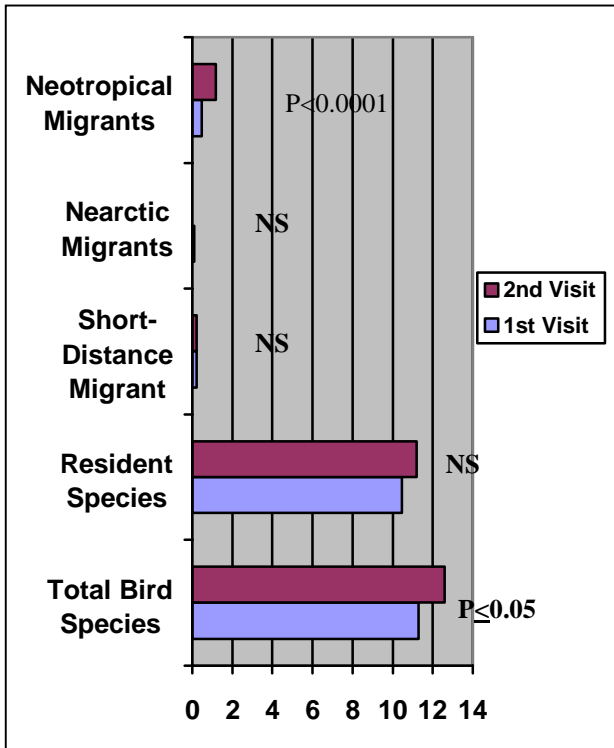 Neotropical
Migrants
P<0.0001
Nearctic
Migrants
NS
Short-
Distance
Migrant
NS
Resident
Species
NS
Total Bird
Species
P≤0.05
0 2 4 6 8 10 12 14
2nd Visit
1st Visit